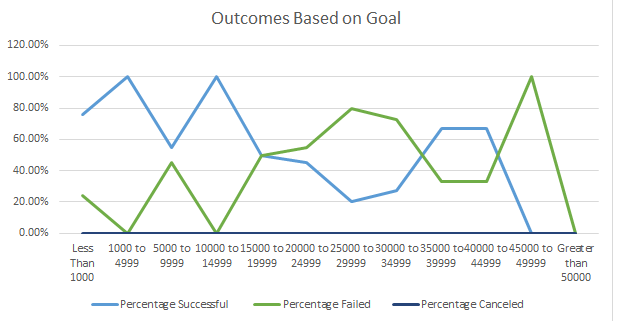 Outcomes Based on Goal
120.00%
100.00%
80.00%
60.00%
40.00%
20.00%
0.00%
Less Than 1000
1000 to 4999
5000 to 9999
10000 to 14999
15000 to 19999
20000 to 24999
25000 to 29999
30000 to 34999
35000 to 39999
40000 to 44999
45000 to 49999
Greater than 50000
Percentage Successful
Percentage Failed
Percentage Canceled